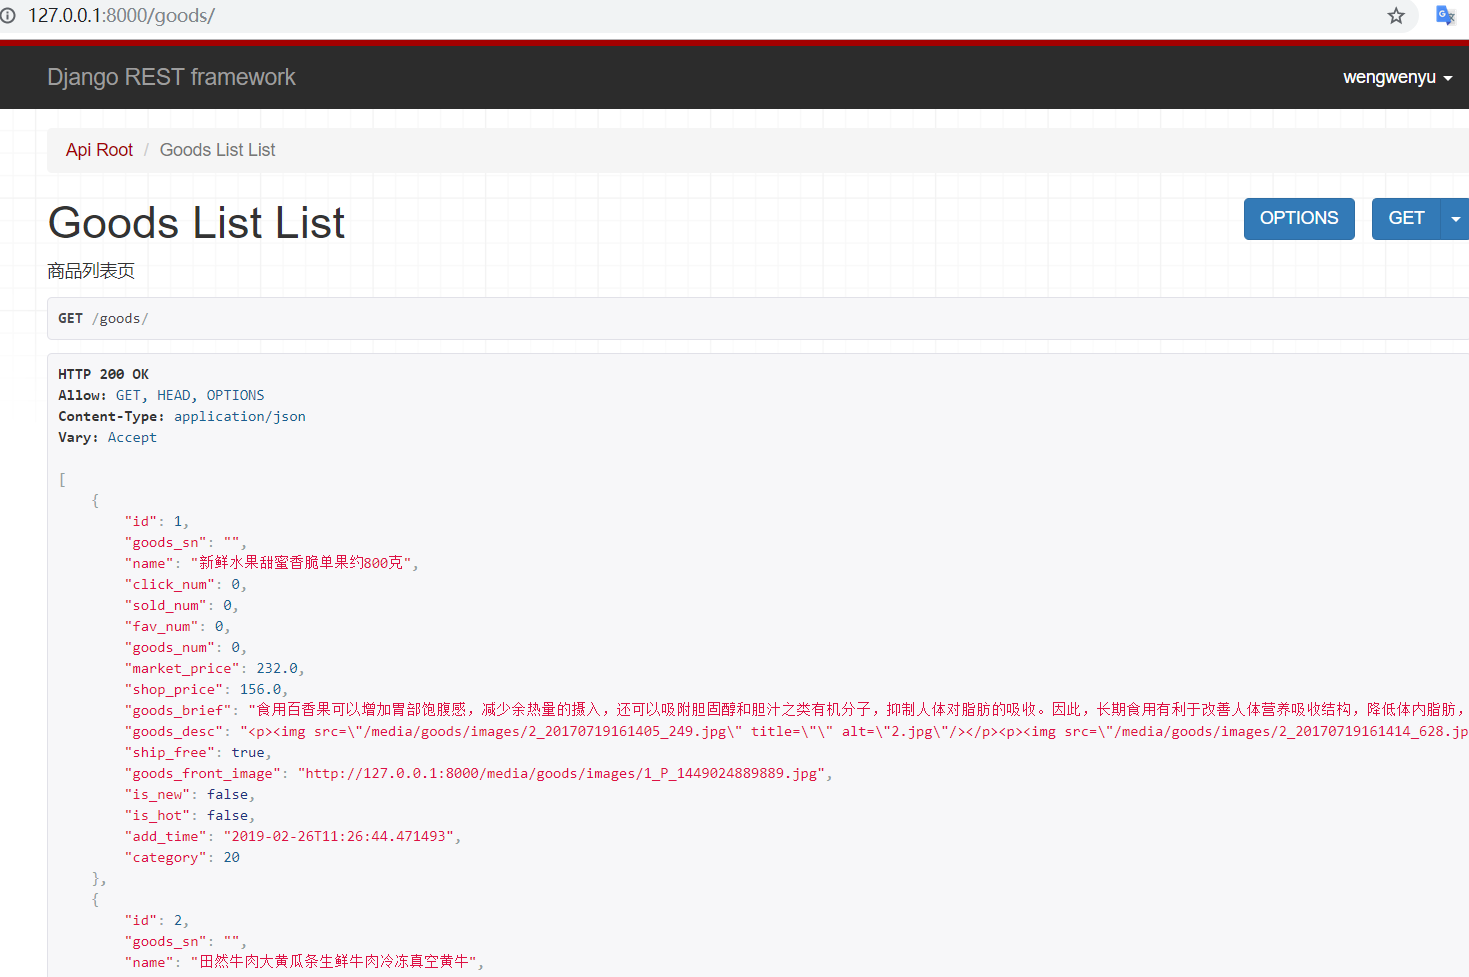 127.0.0.1:8000/goods/
Django REST framework
wengwenyu
Api Root / Goods List List
Goods List List
OPTIONS
GET
商品列表页
GET /goods/
HTTP 200 OK
Allow: GET, HEAD, OPTIONS
Content-Type: application/json
Vary: Accept
[
{
"id": 1,
"goods_sn": "",
"name": "新鲜水果甜蜜香脆单果约800克",
"click_num": 0,
"sold_num": 0,
"fav_num": 0,
"goods_num": 0,
"market_price": 232.0,
"shop_price": 156.0,
"goods_brief": "食用百香果可以增加胃部饱腹感，减少余热量的摄入，还可以吸附胆固醇和胆汁之类有机分子，抑制人体对脂肪的吸收。因此，长期食用有利于改善人体营养吸收结构，降低体内脂肪，
"goods_desc": "<p><img src=\"/media/goods/images/2_20170719161405_249.jpg\" title=\"\" alt=\"2.jpg\"/></p><p><img src=\"/media/goods/images/2_20170719161414_628.jp
"ship_free": true,
"goods_front_image": "http://127.0.0.1:8000/media/goods/images/1_P_1449024889889.jpg",
"is_new": false,
"is_hot": false,
"add_time": "2019-02-26T11:26:44.471493",
"category": 20
},
{
"id": 2,
"goods_sn": "",
"name": "田然牛肉大黄瓜条生鲜牛肉冷冻真空黄牛",